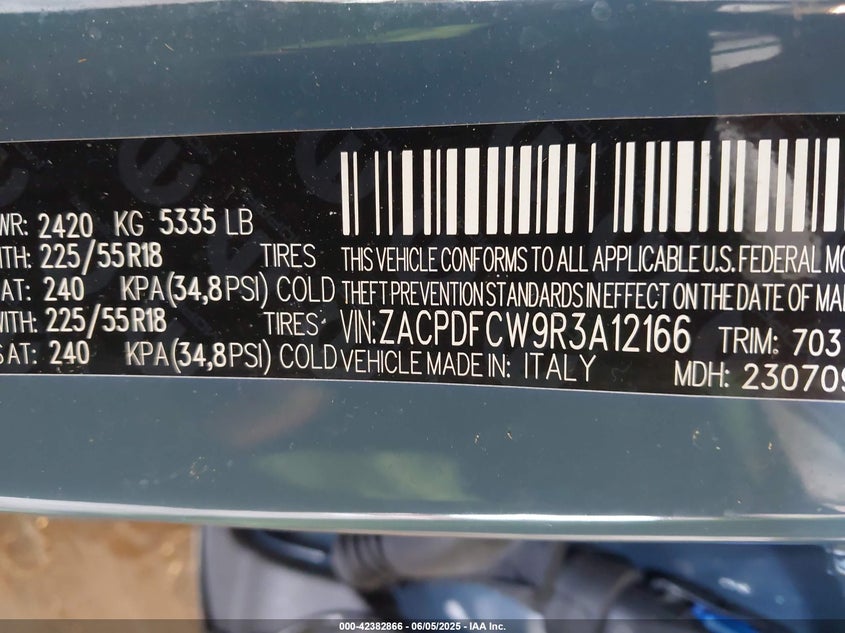 WR: 2420 KG 5335 LB
ITH: 225/55R18 TIRES
AT: 240 KPA(34,8PSI) COLD
WITH: 225/55R18 TIRES
SAT: 240 KPA(34,8PSI) COLD
THIS VEHICLE CONFORMS TO ALL APPLICABLE U.S. FEDERAL MO
THEFT PREVENTION STANDARDS IN EFFECT ON THE DATE OF MA
VIN: ZACPDFCW9R3A12166 TRIM: 703
VEHICLE MADE IN: ITALY MDH: 230709
000-42382866 - 06/05/2025 - IAA Inc.